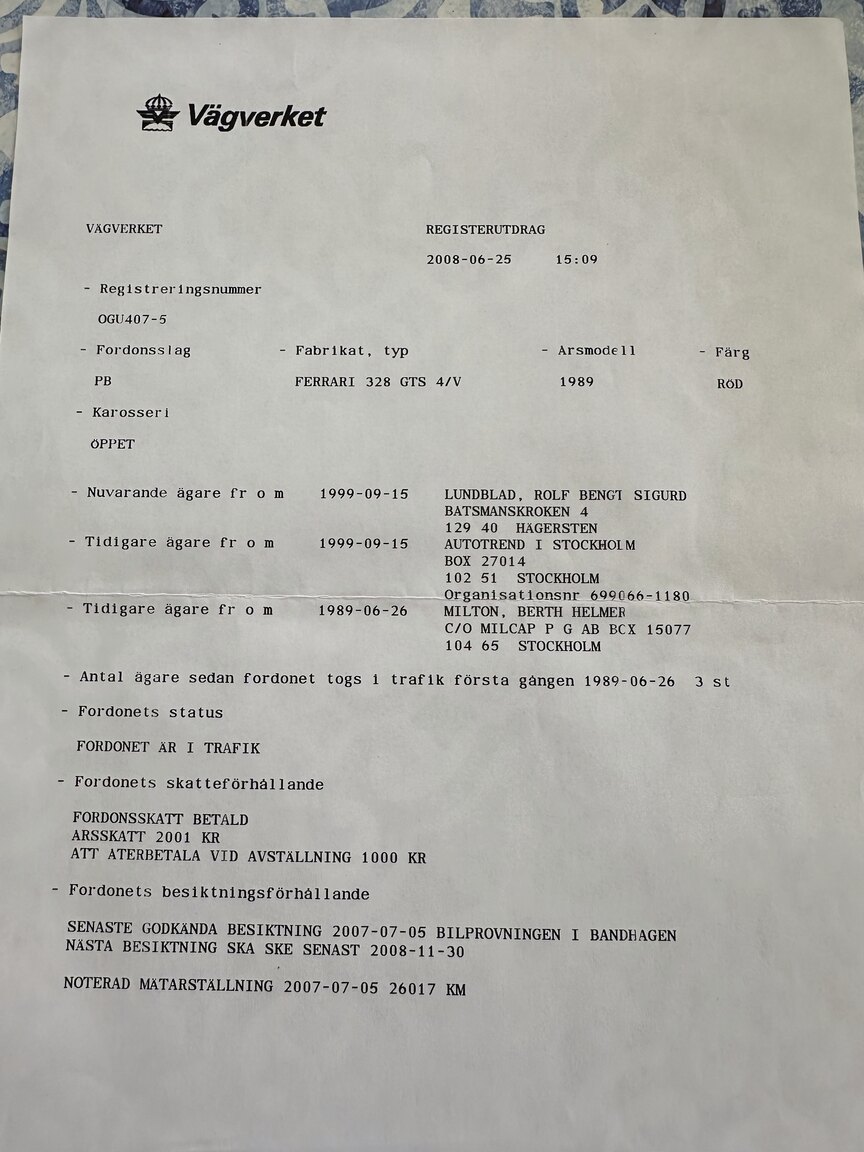 Vägverket
VÄGVERKET REGISTERUTDRAG
2008-06-25 15:09
- Registreringsnummer
OGU407-5
- Fordonsslag - Fabrikat, typ - Arsmodell - Färg
PB FERRARI 328 GTS 4/V 1989 RÖD
- Karosseri
ÖPPET
- Nuvarande ägare fr o m 1999-09-15 LUNDBLAD, ROLF BENGT SIGURD
BATSMANSKROKEN 4
129 40 HÄGERSTEN
- Tidigare ägare fr o m 1999-09-15 AUTOTREND I STOCKHOLM
BOX 27014
102 51 STOCKHOLM
Organisationsnr 699066-1180
- Tidigare ägare fr o m 1989-06-26 MILTON, BERTH HELMER
C/O MILCAP P G AB BOX 15077
104 65 STOCKHOLM
- Antal ägare sedan fordonet togs i trafik första gången 1989-06-26 3 st
- Fordonets status
FORDONET ÄR I TRAFIK
- Fordonets skatteförhållande
FORDONSSKATT BETALD
ARSSKATT 2001 KR
ATT ATERBETALA VID AVSTÄLLNING 1000 KR
- Fordonets besiktningsförhållande
SENASTE GODKÄNDA BESIKTNING 2007-07-05 BILPROVNINGEN I BANDHAGEN
NÄSTA BESIKTNING SKA SKE SENAST 2008-11-30
NOTERAD MÄTARSTÄLLNING 2007-07-05 26017 KM